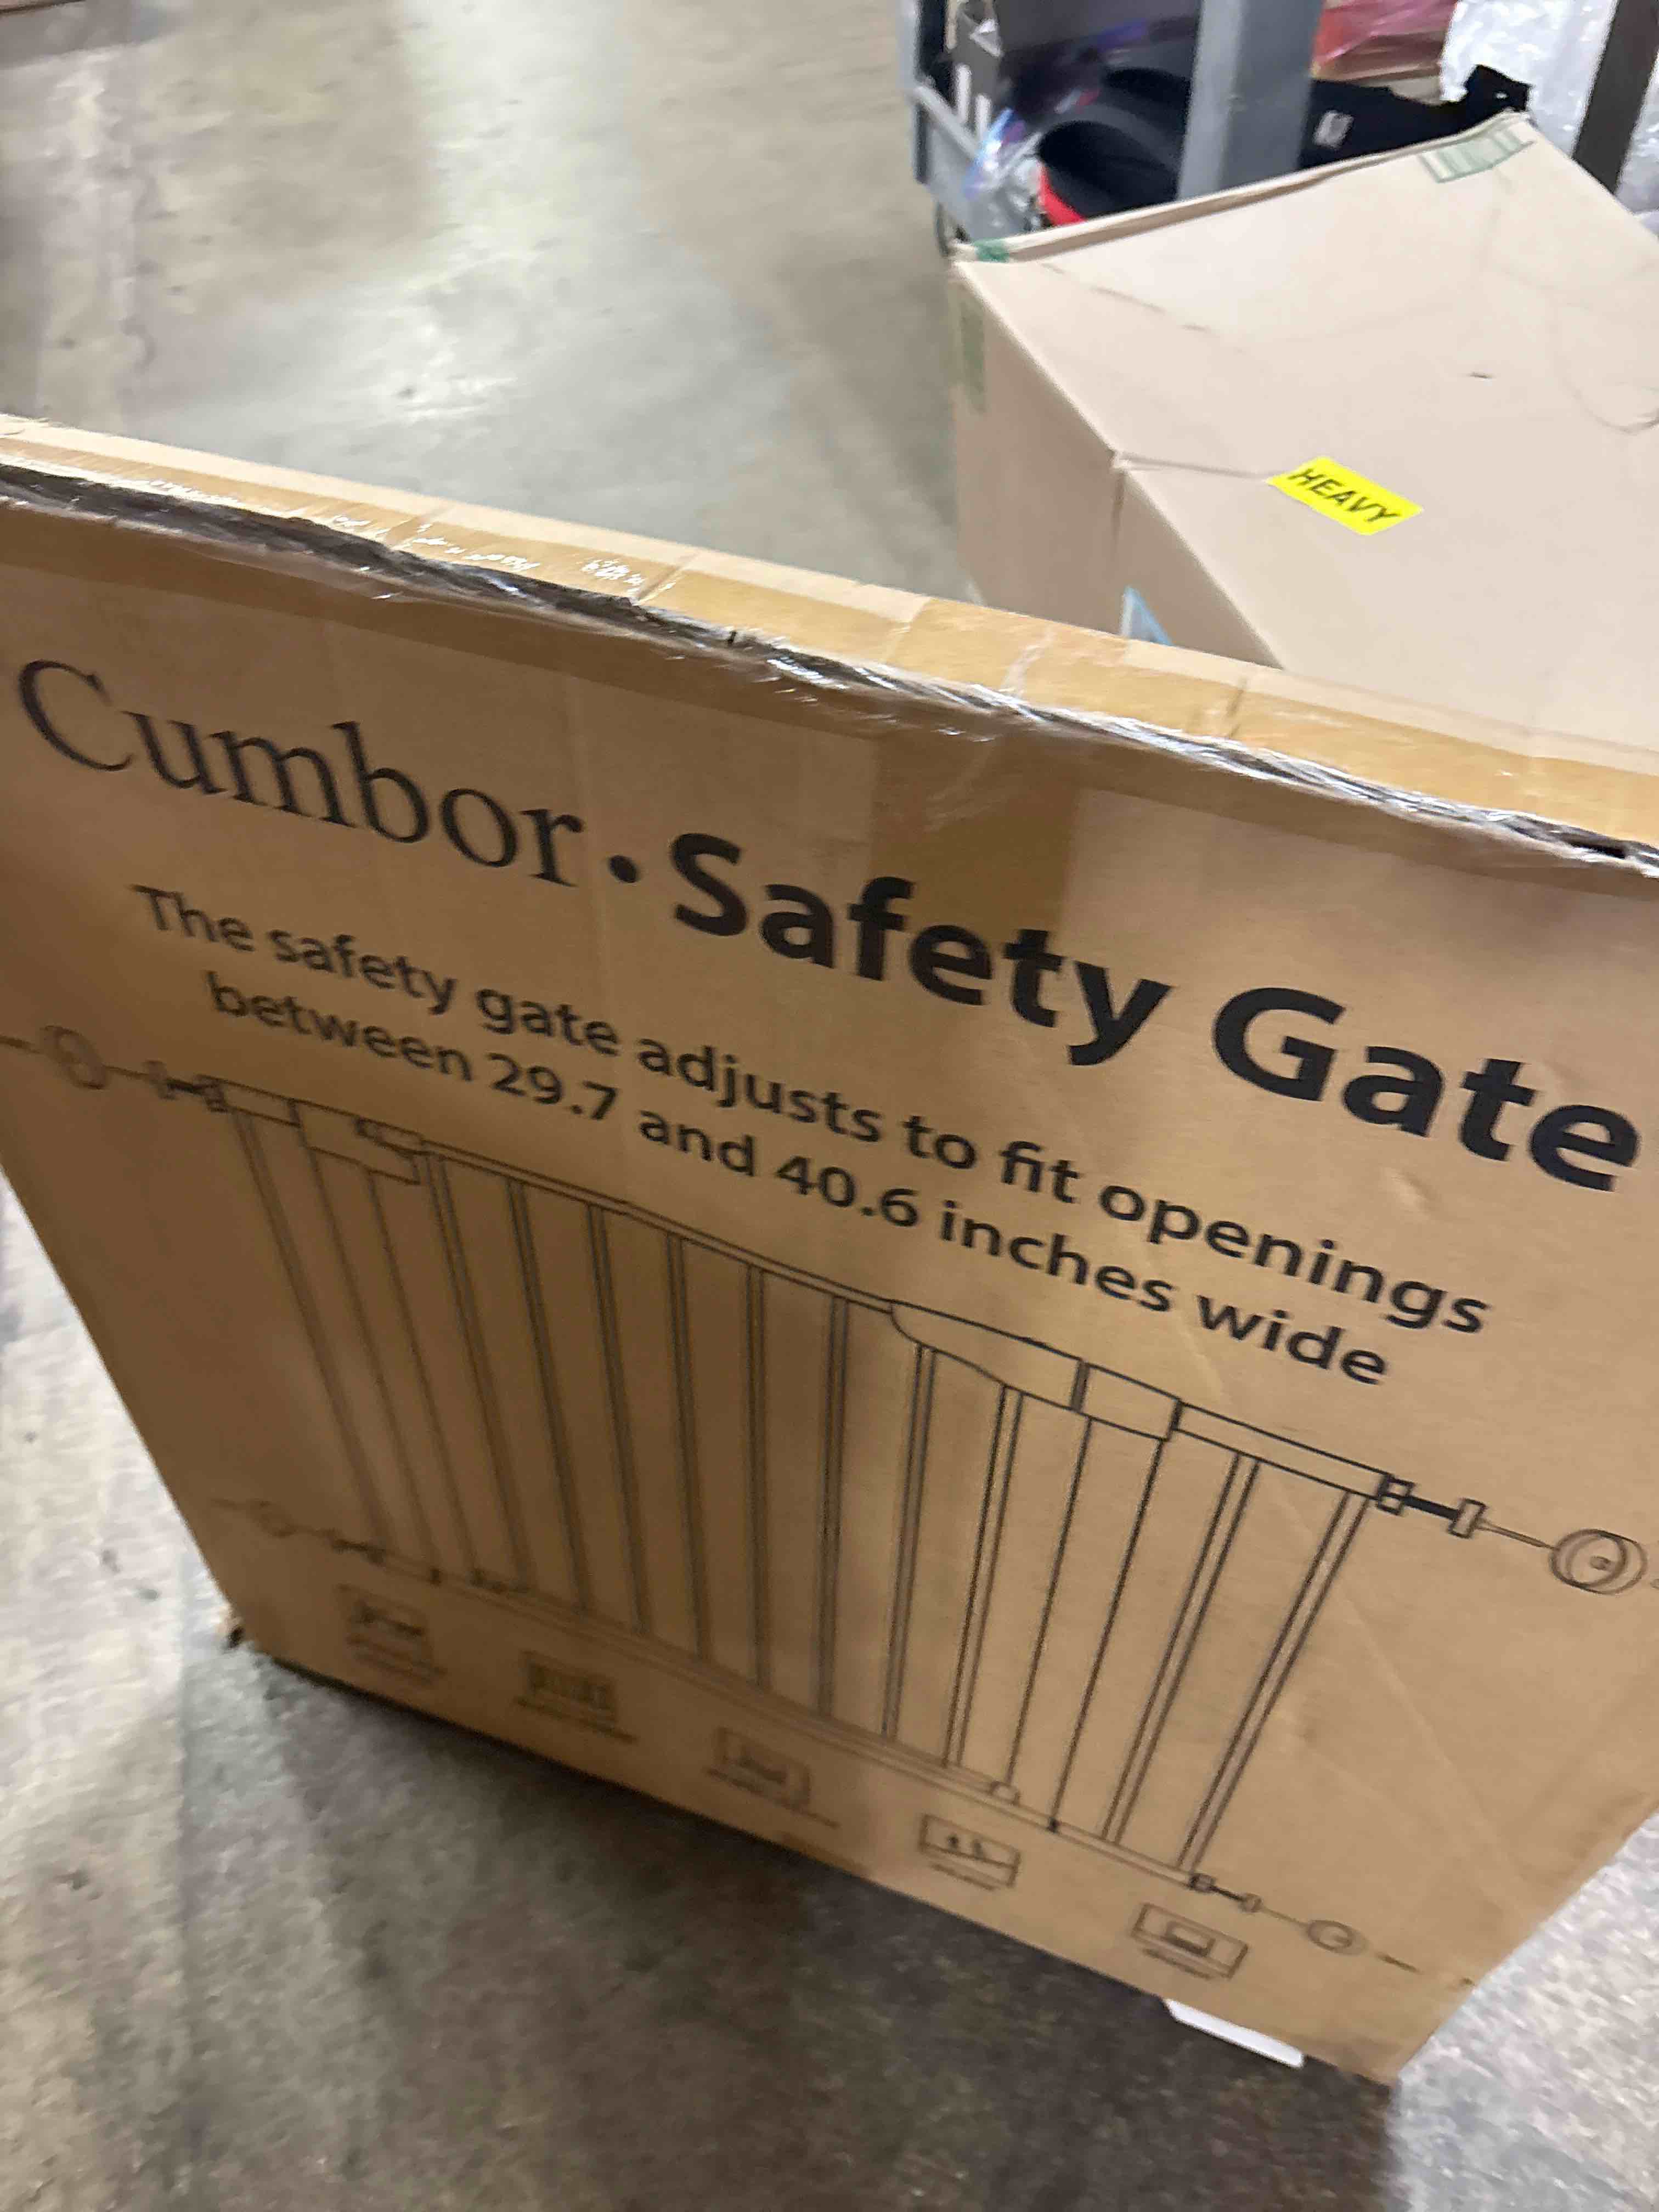 HEAVY
Cumbor • Safety Gate
The safety gate adjusts to fit openings
between 29.7 and 40.6 inches wide